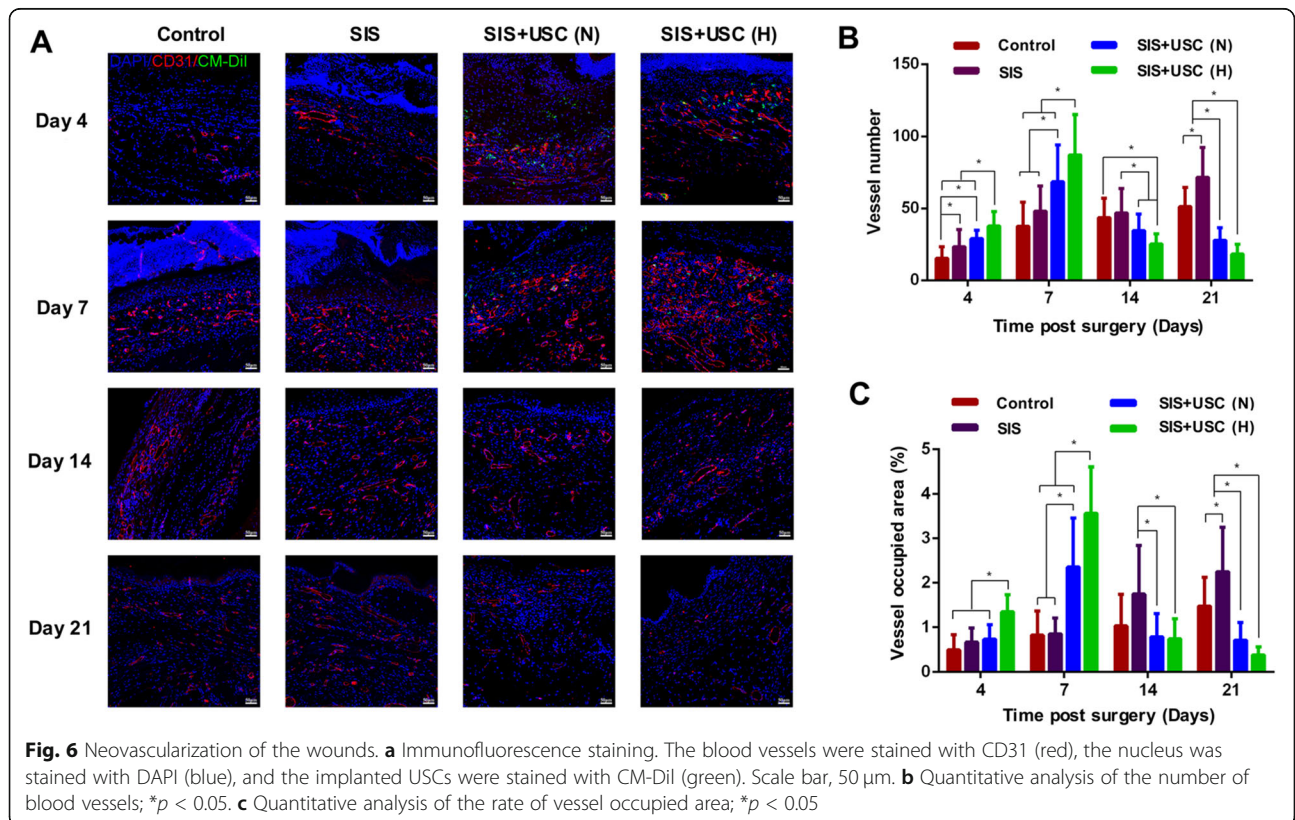 A
Control SIS SIS+USC (N) SIS+USC (H)
DAPI/CD31/CM-Dil
Day 4
Day 7
Day 14
Day 21
B
Control SIS+USC (N)
SIS SIS+USC (H)
Vessel number
150
100
50
0
* * * * * * * * * * * *
4 7 14 21
Time post surgery (Days)
C
Control SIS+USC (N)
SIS SIS+USC (H)
Vessel occupied area (%)
5
4
3
2
1
0
* * * * * * * *
4 7 14 21
Time post surgery (Days)
Fig. 6 Neovascularization of the wounds. a Immunofluorescence staining. The blood vessels were stained with CD31 (red), the nucleus was
stained with DAPI (blue), and the implanted USCs were stained with CM-Dil (green). Scale bar, 50 μm. b Quantitative analysis of the number of
blood vessels; *p < 0.05. c Quantitative analysis of the rate of vessel occupied area; *p < 0.05